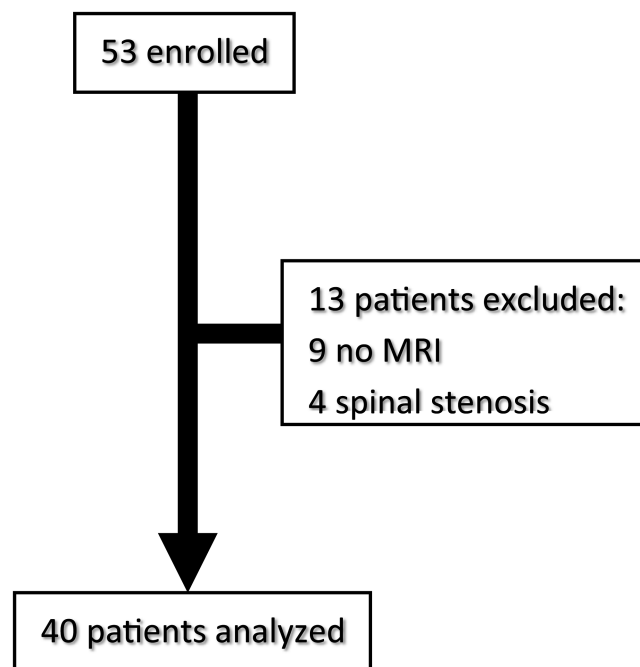 53 enrolled
13 patients excluded:
9 no MRI
4 spinal stenosis
40 patients analyzed